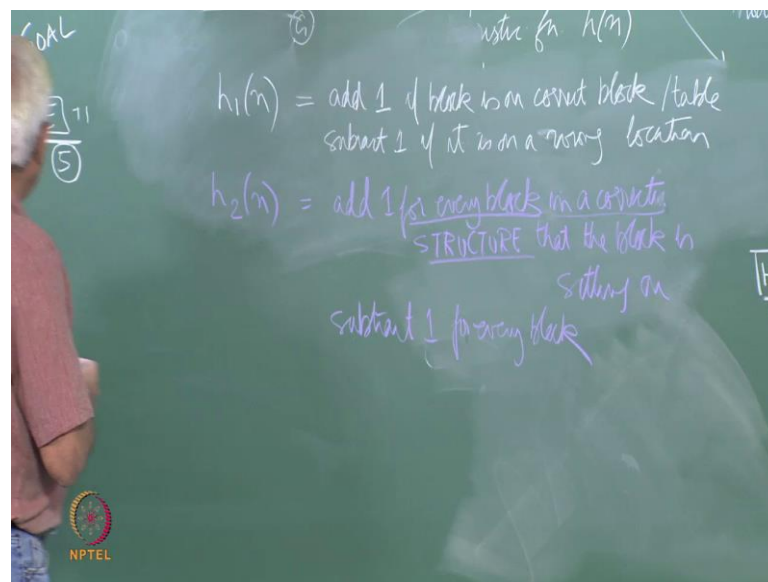 GOAL
h(n)
h₁(n) = add 1 if block is on correct block / table
subtract 1 if it is on a wrong location
5
h₂(n) = add 1 for every block in a correct
STRUCTURE that the block is
sitting on
subtract 1 for every block
NPTEL